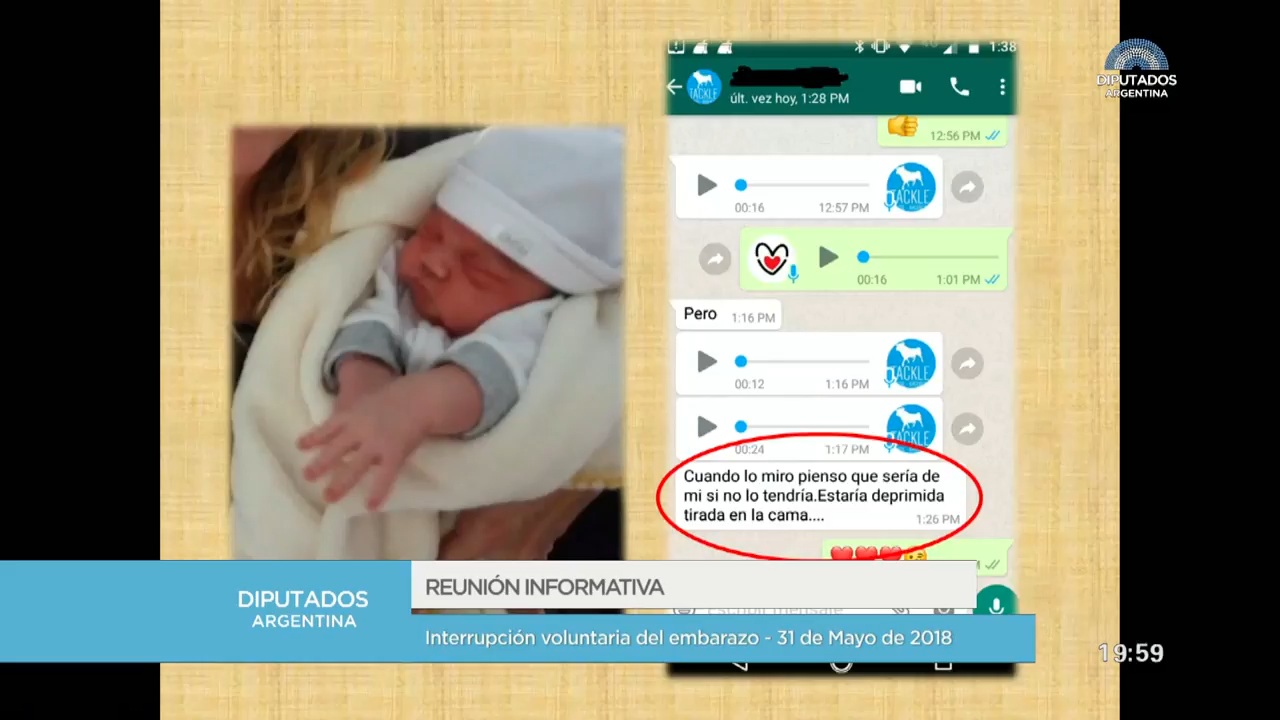 1:38
DIPUTADOS
ARGENTINA
TACKLE
últ. vez hoy, 1:28 PM
12:56 PM
TACKLE
00:16 12:57 PM
00:16 1:01 PM
Pero 1:16 PM
TACKLE
00:12 1:16 PM
TACKLE
00:24 1:17 PM
Cuando lo miro pienso que sería de
mi si no lo tendría.Estaría deprimida
tirada en la cama....
1:26 PM
DIPUTADOS
ARGENTINA
REUNIÓN INFORMATIVA
Interrupción voluntaria del embarazo - 31 de Mayo de 2018
19:59